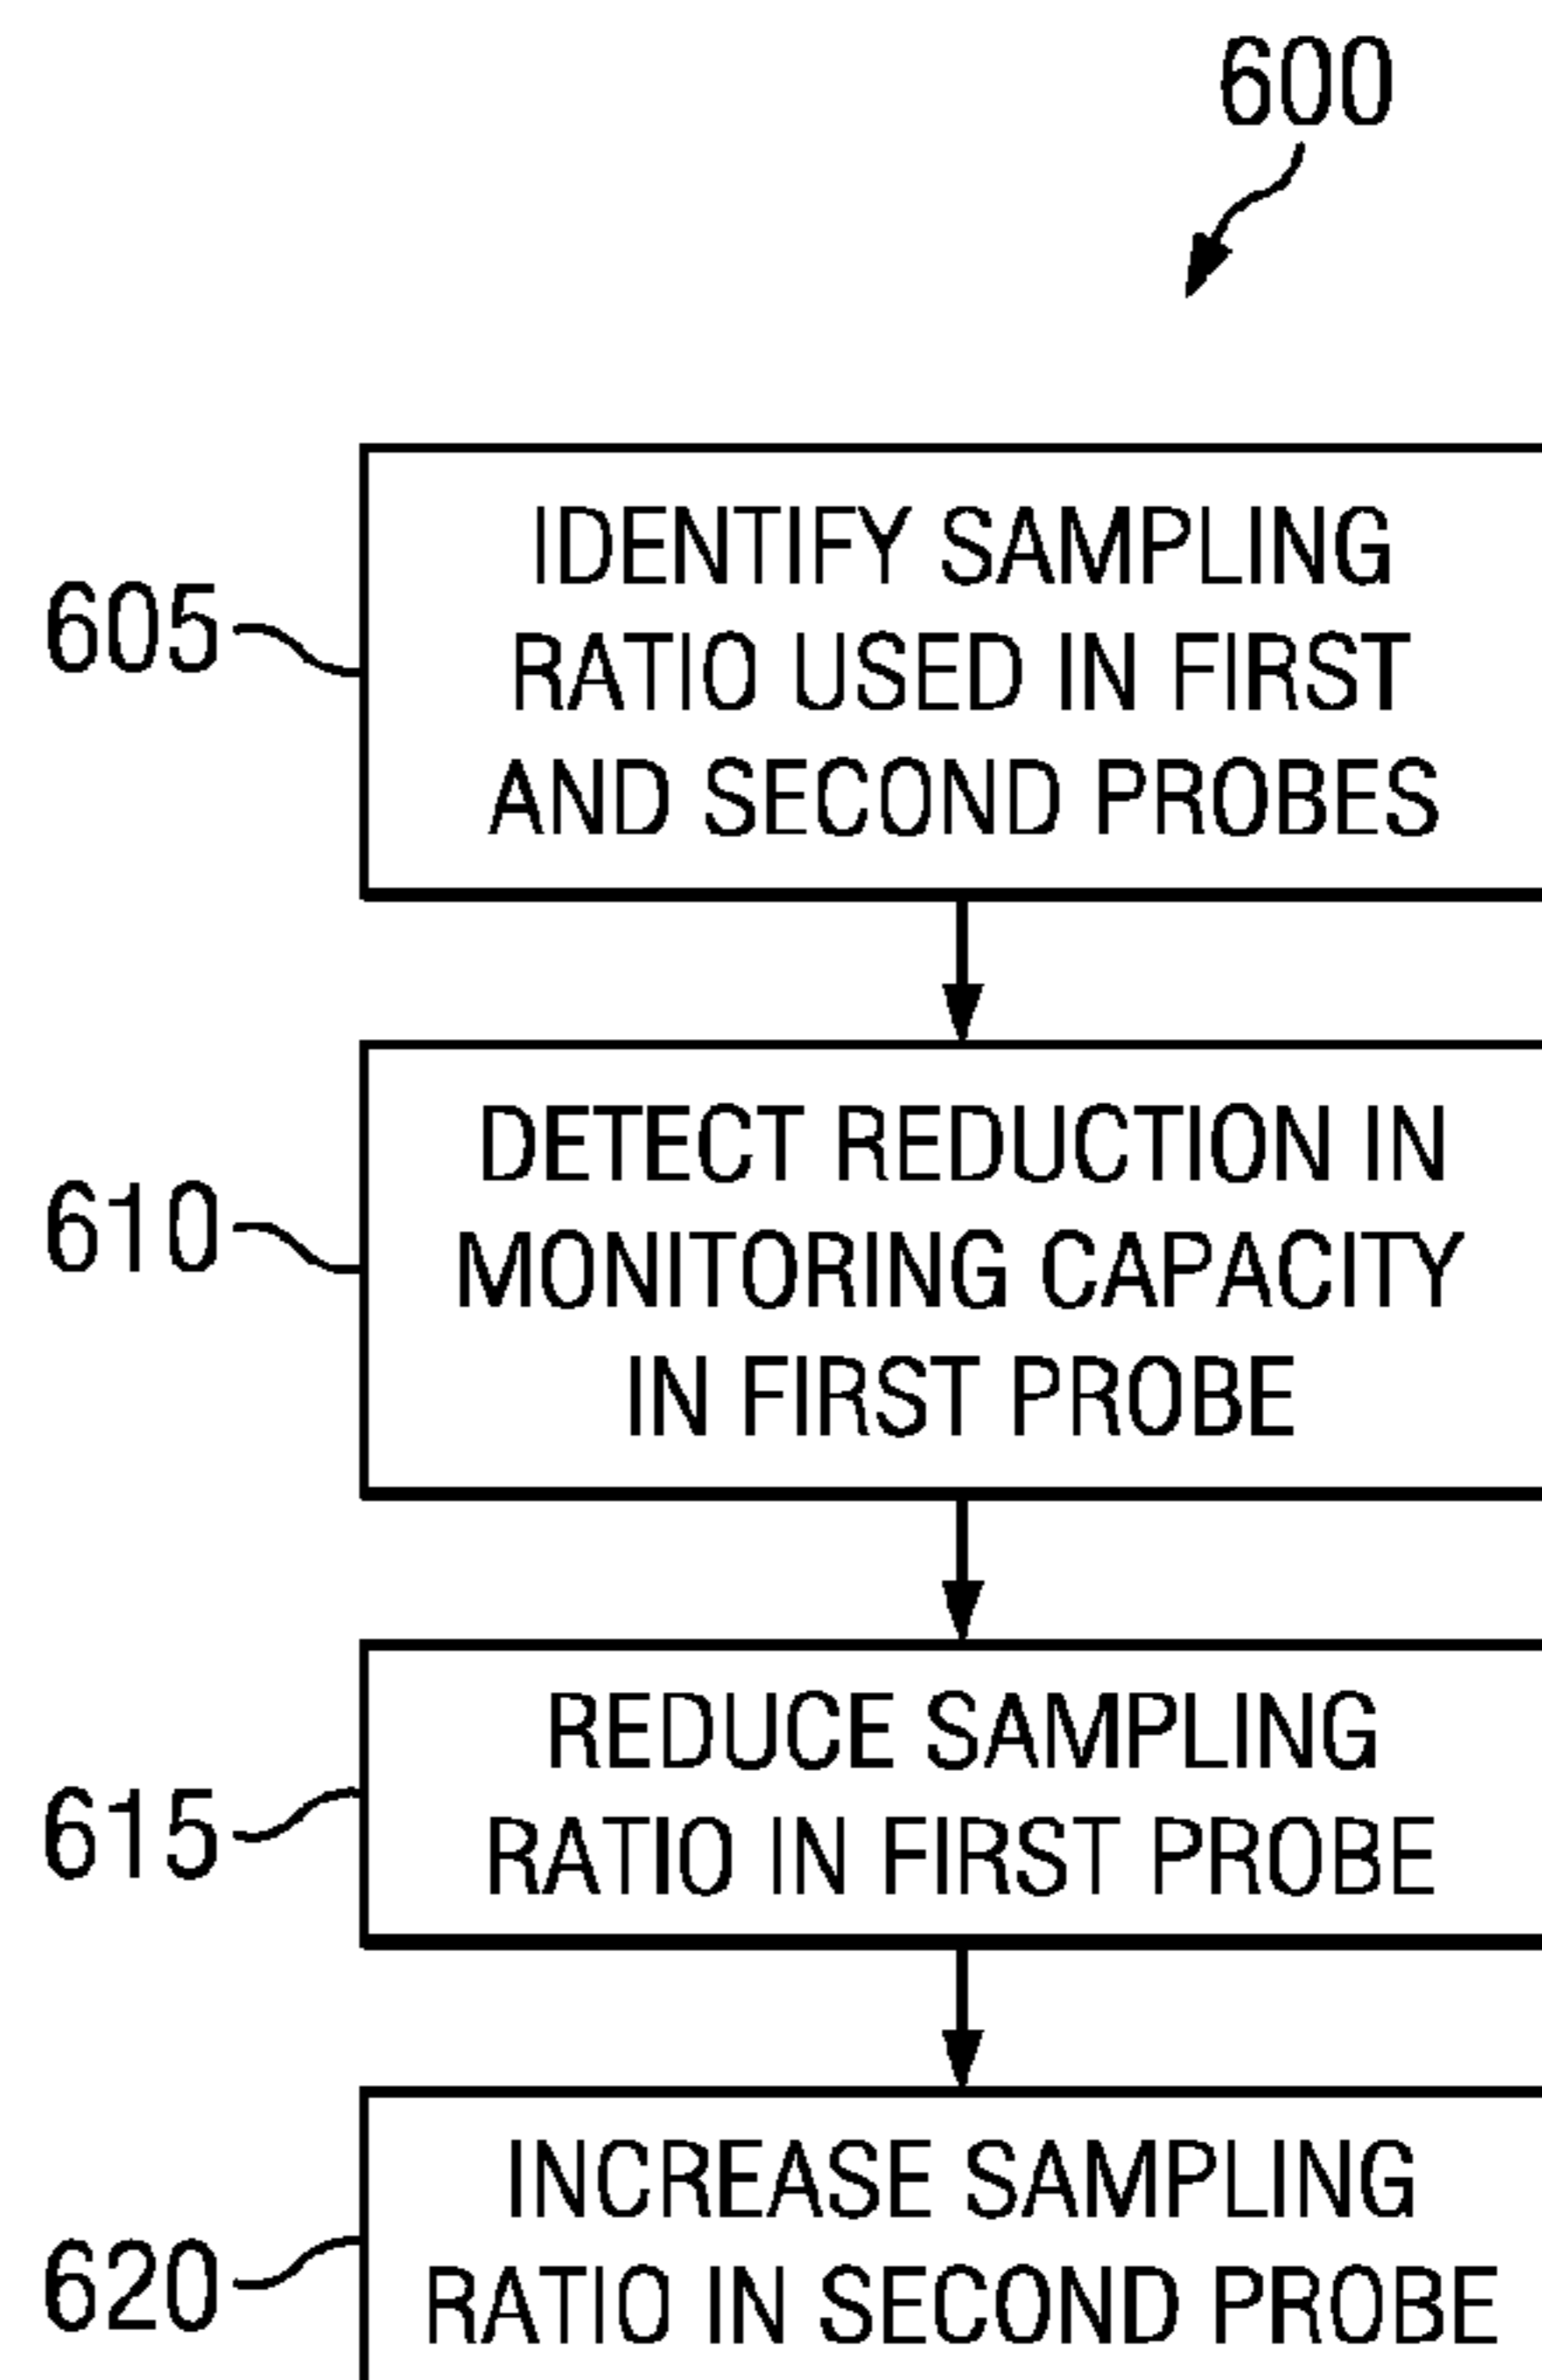 600
605
IDENTIFY SAMPLING
RATIO USED IN FIRST
AND SECOND PROBES
610
DETECT REDUCTION IN
MONITORING CAPACITY
IN FIRST PROBE
615
REDUCE SAMPLING
RATIO IN FIRST PROBE
620
INCREASE SAMPLING
RATIO IN SECOND PROBE